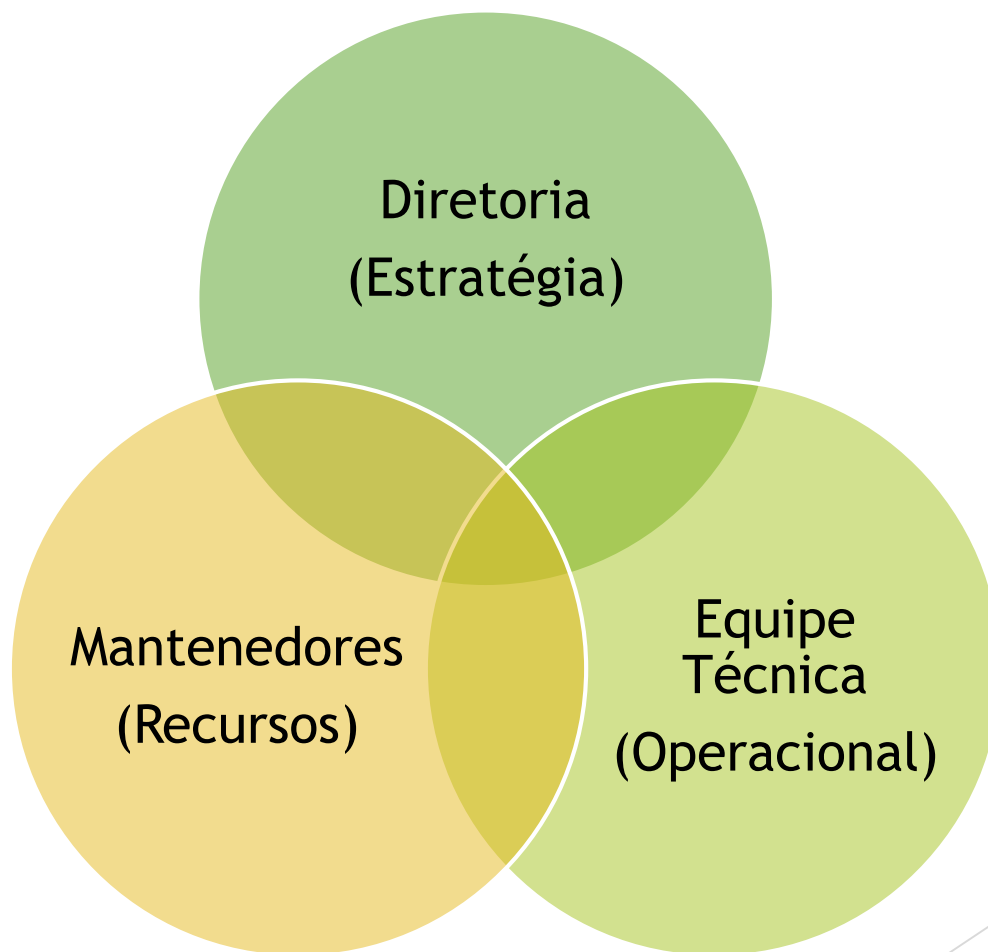 Diretoria
(Estratégia)
Mantenedores
(Recursos)
Equipe
Técnica
(Operacional)